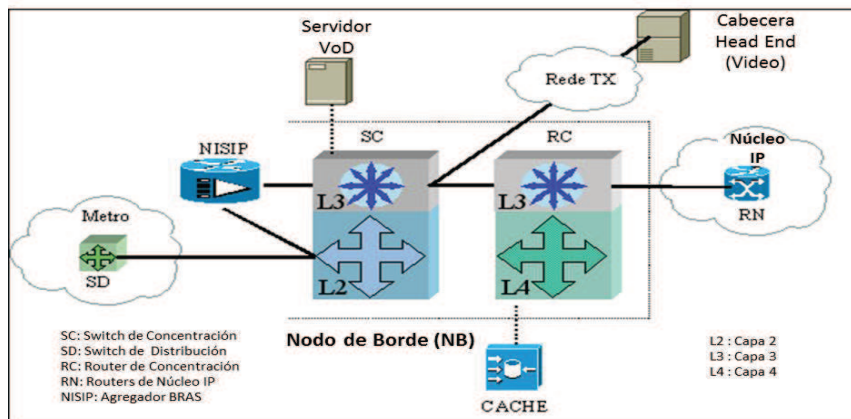 Servidor
VoD
Cabecera
Head End
(Video)
Rede TX
SC
RC
NISIP
Núcleo
IP
L3
L3
RN
Metro
SD
L2
L4
Nodo de Borde (NB)
CACHE
SC: Switch de Concentración
SD: Switch de Distribución
RC: Router de Concentración
RN: Routers de Núcleo IP
NISIP: Agregador BRAS
L2 : Capa 2
L3 : Capa 3
L4 : Capa 4